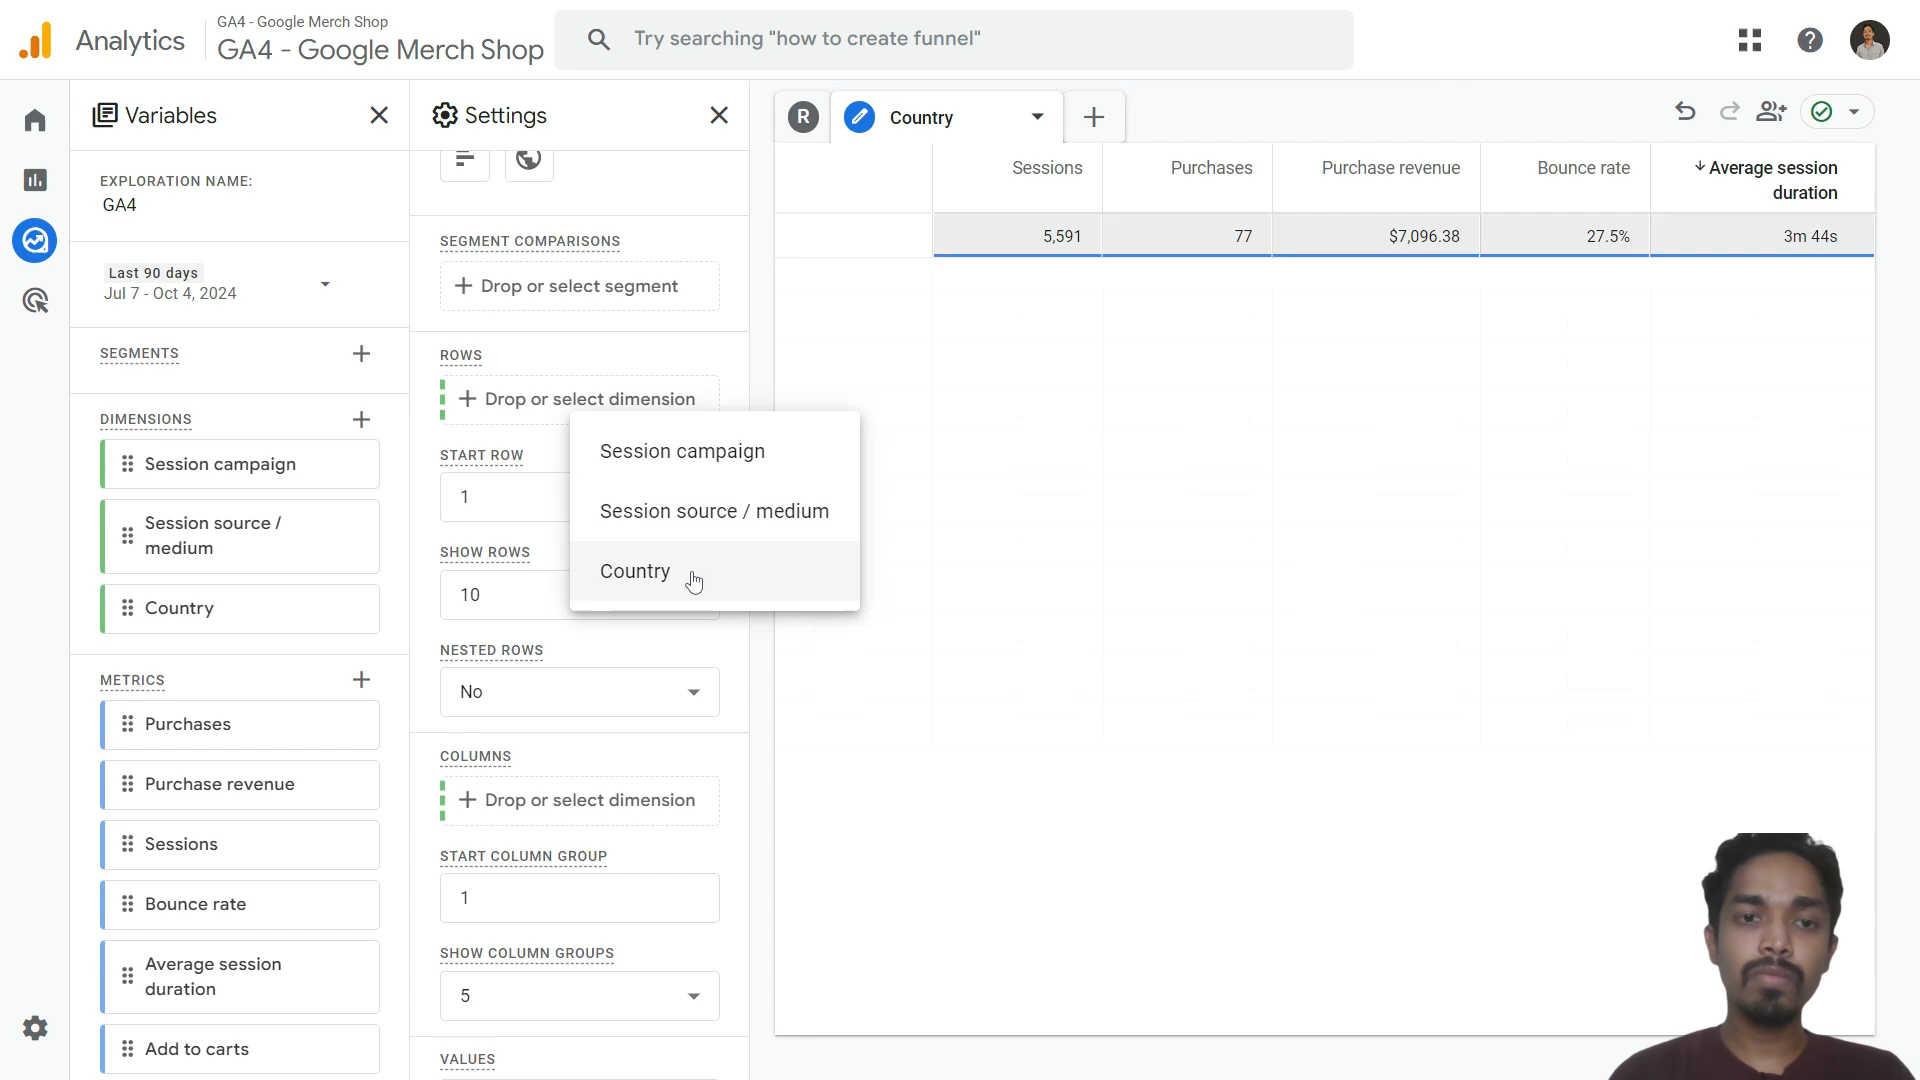 Analytics
GA4 - Google Merch Shop
GA4 - Google Merch Shop
Try searching "how to create funnel"
Variables
EXPLORATION NAME:
GA4
Last 90 days
Jul 7 - Oct 4, 2024
SEGMENTS
DIMENSIONS
Session campaign
Session source /
medium
Country
METRICS
Purchases
Purchase revenue
Sessions
Bounce rate
Average session
duration
Add to carts
Settings
SEGMENT COMPARISONS
Drop or select segment
ROWS
Drop or select dimension
Session campaign
Session source / medium
Country
START ROW
1
SHOW ROWS
10
NESTED ROWS
No
COLUMNS
Drop or select dimension
START COLUMN GROUP
1
SHOW COLUMN GROUPS
5
VALUES
R
Country
Sessions Purchases Purchase revenue Bounce rate Average session
duration
5,591 77 $7,096.38 27.5% 3m 44s